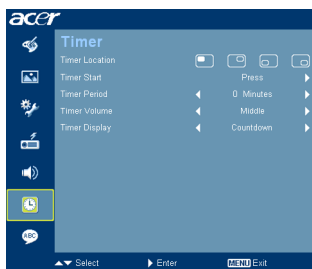 acer
Timer
Timer Location
Timer Start Press
Timer Period 0 Minutes
Timer Volume Middle
Timer Display Countdown
ABC
Select Enter MENU Exit